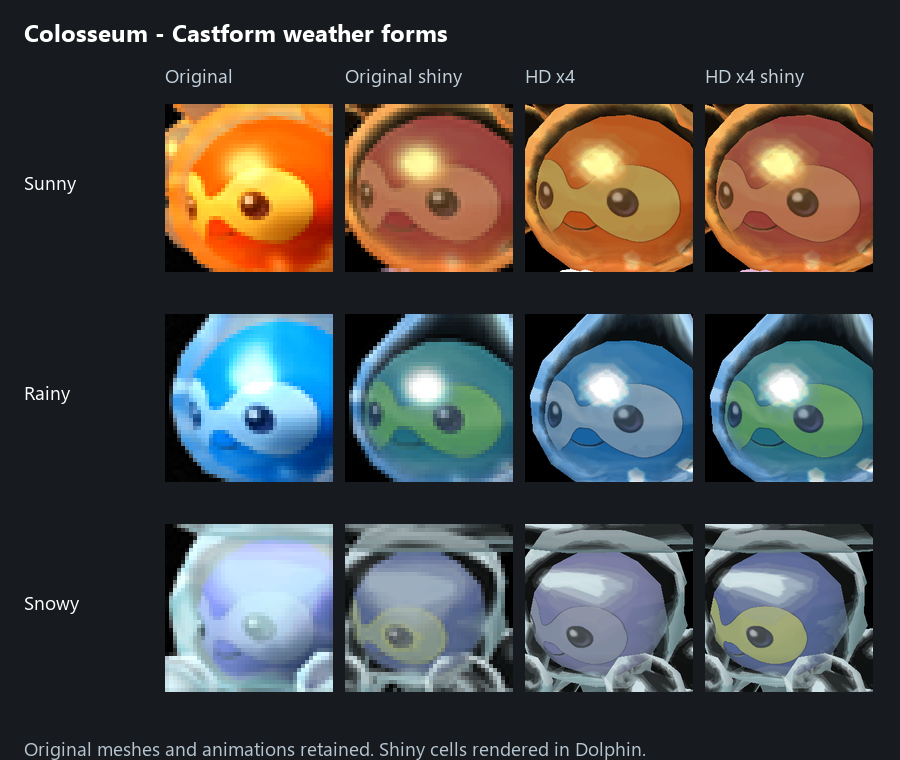 Colosseum - Castform weather forms
Original Original shiny HD x4 HD x4 shiny
Sunny
Rainy
Snowy
Original meshes and animations retained. Shiny cells rendered in Dolphin.